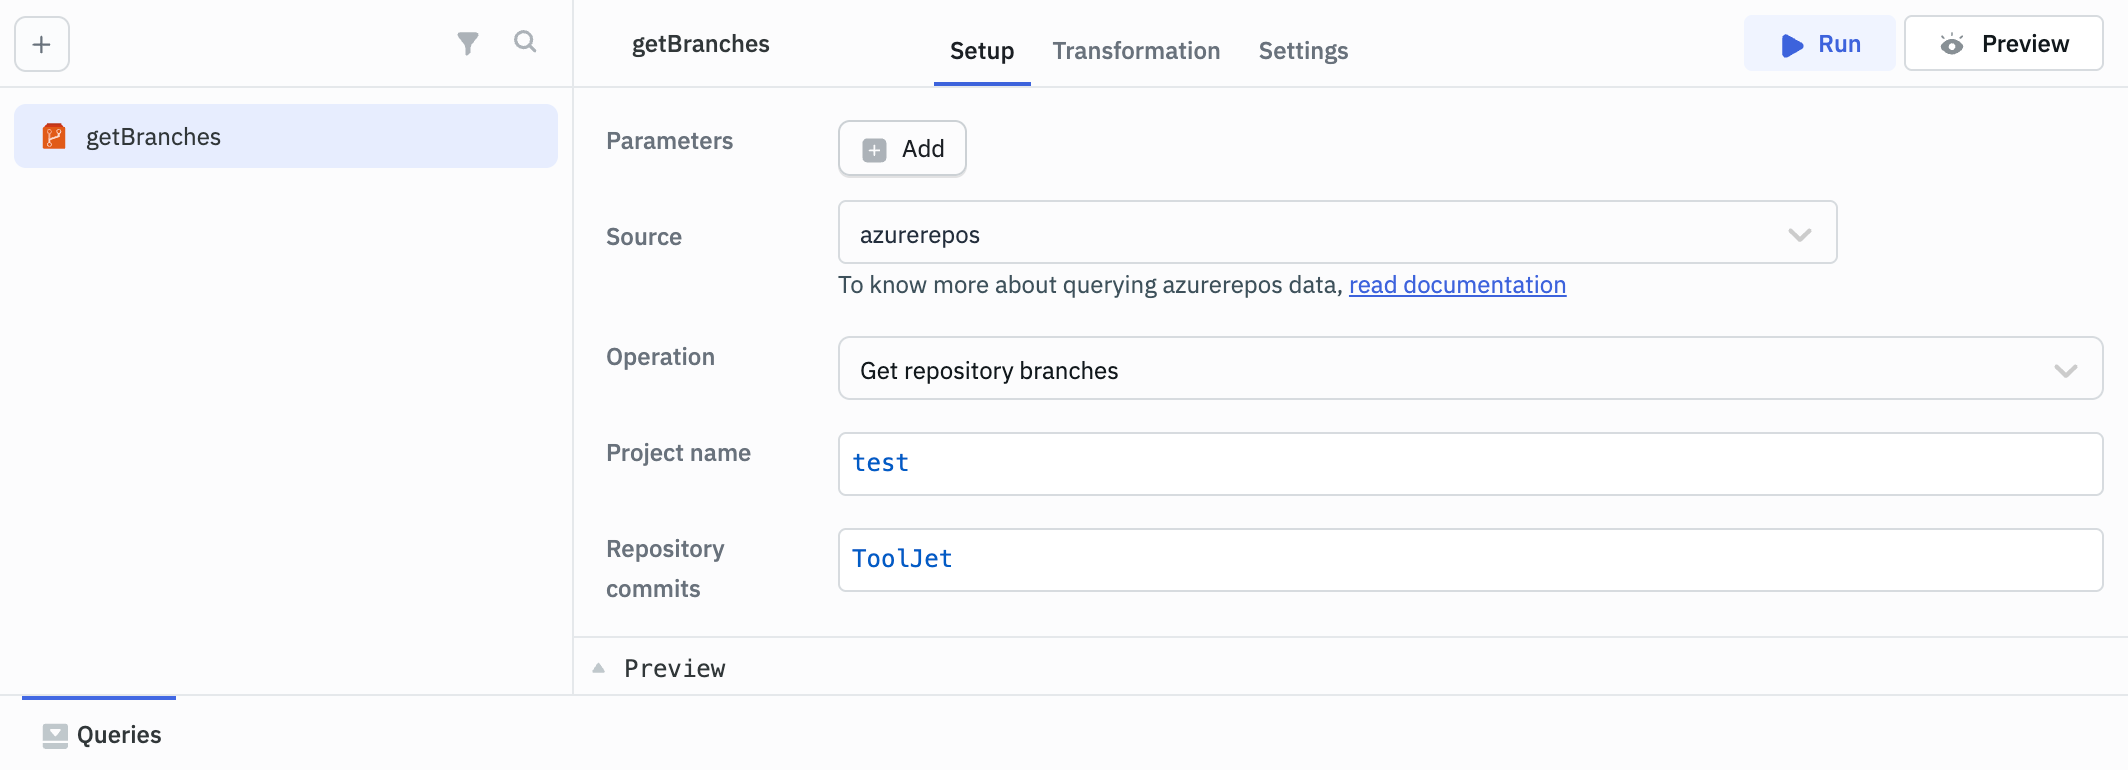 getBranches
Setup Transformation Settings
Run
Preview
getBranches
Parameters
Add
Source
azurerepos
To know more about querying azurerepos data, read documentation
Operation
Get repository branches
Project name
test
Repository
commits
ToolJet
Preview
Queries